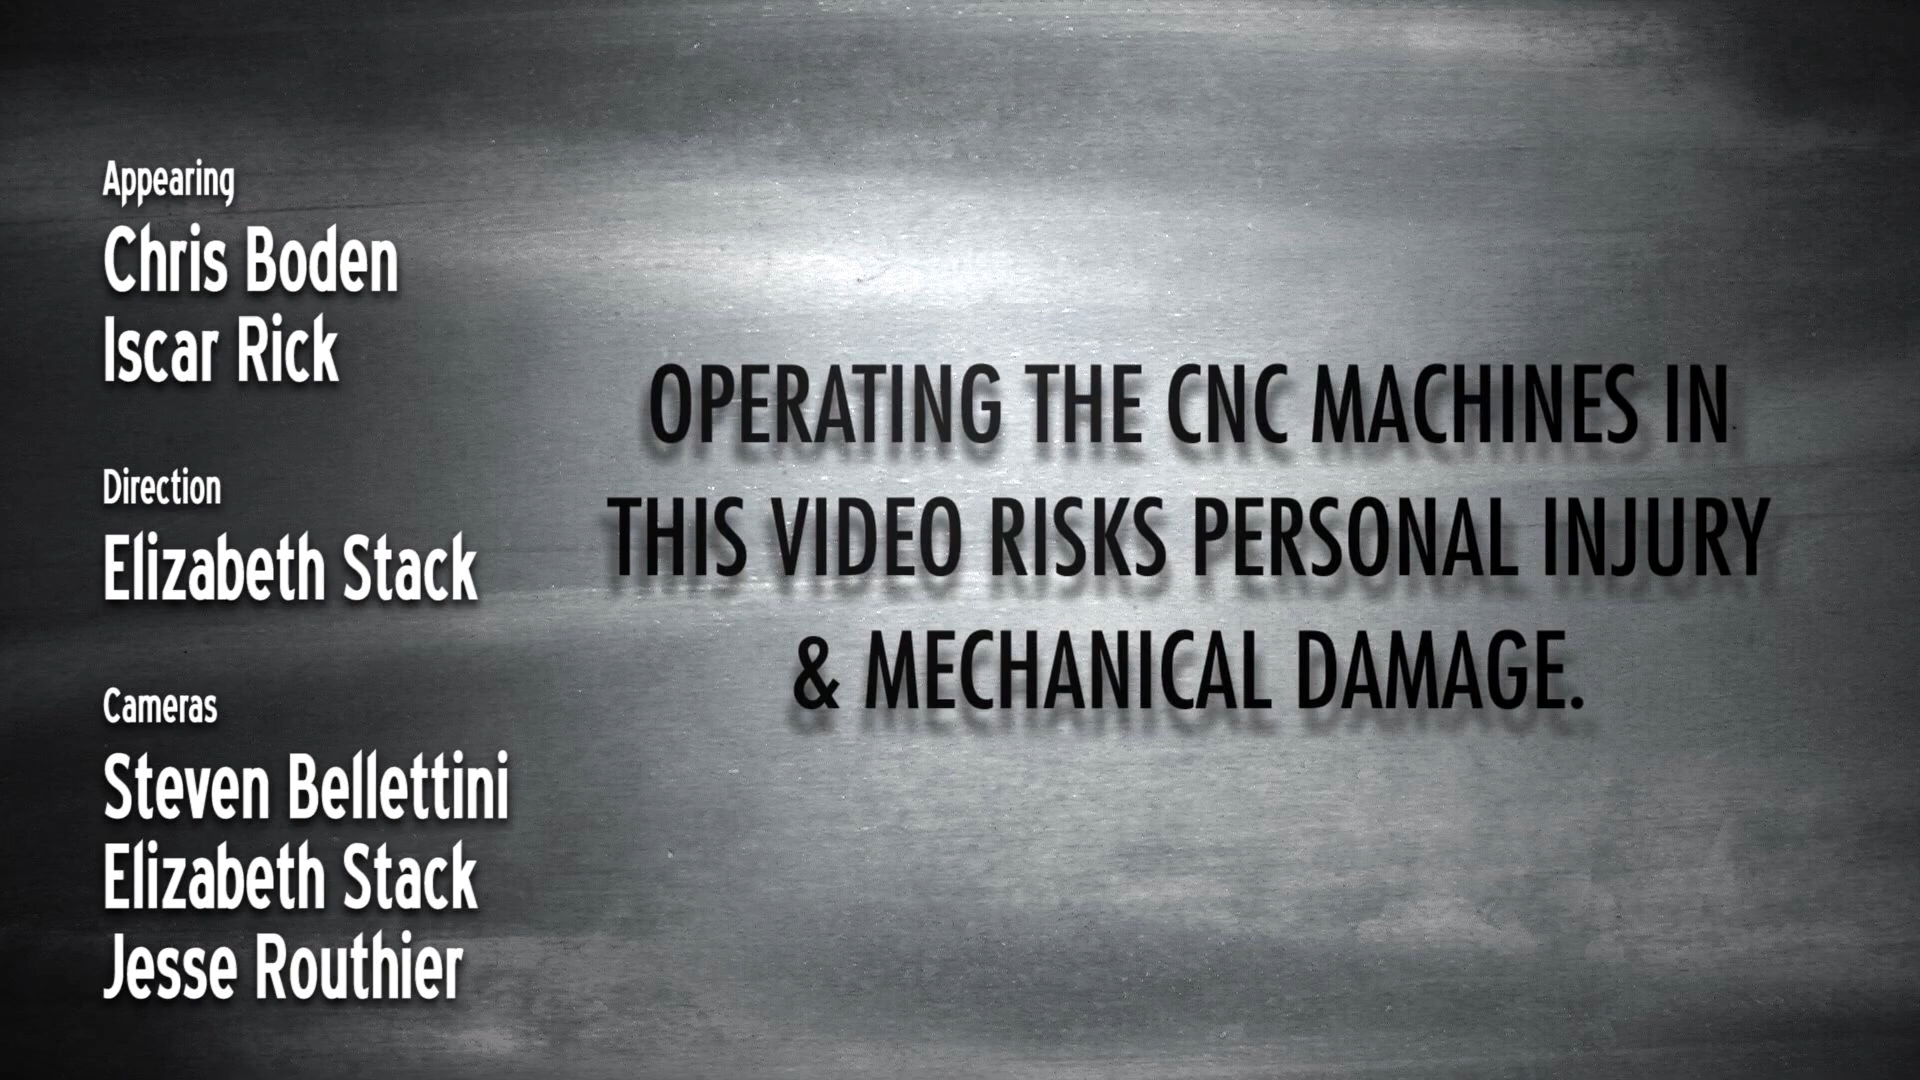 Appearing
Chris Boden
Iscar Rick
Direction
Elizabeth Stack
Cameras
Steven Bellettini
Elizabeth Stack
Jesse Routhier
OPERATING THE CNC MACHINES IN
THIS VIDEO RISKS PERSONAL INJURY
& MECHANICAL DAMAGE.